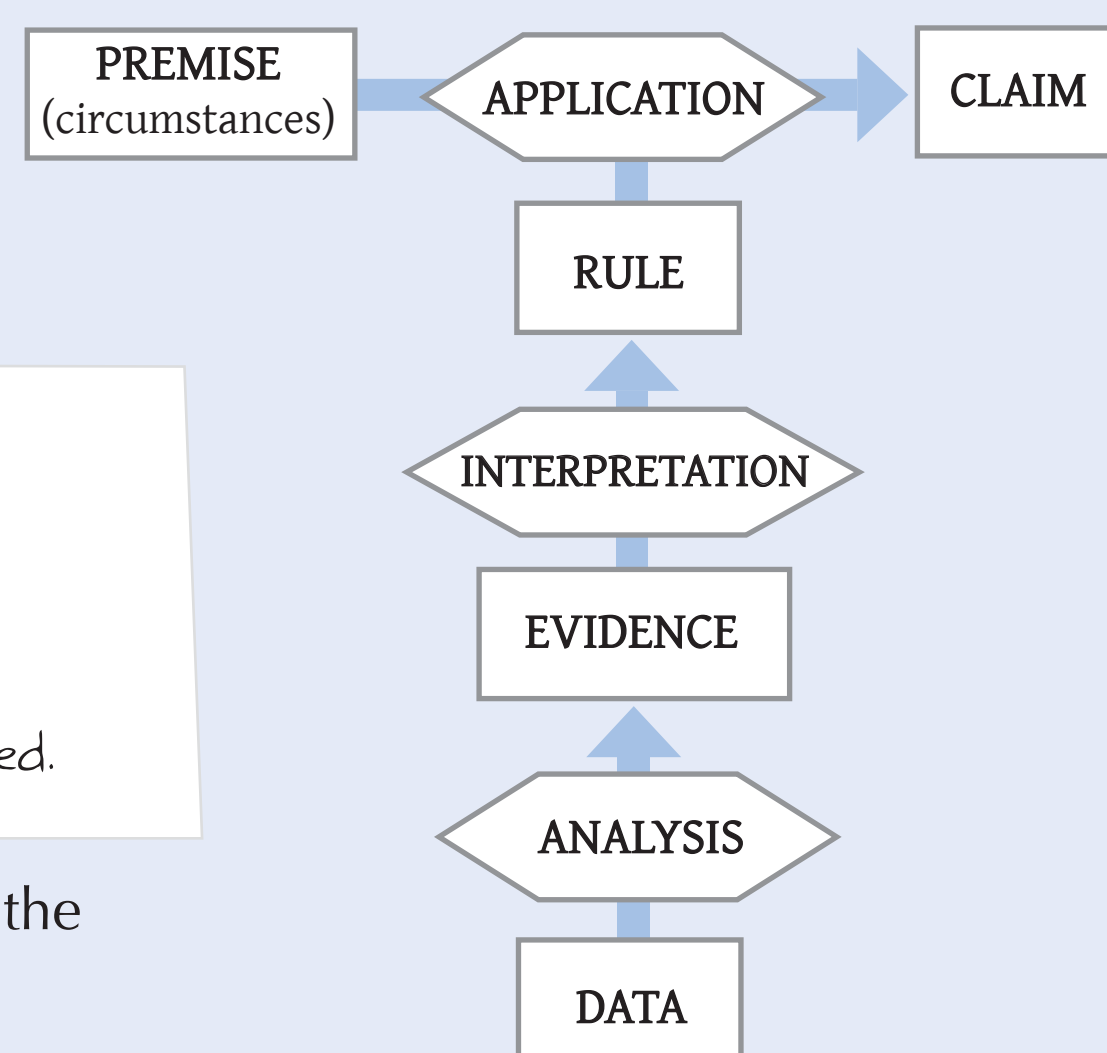 PREMISE
(circumstances)
APPLICATION
CLAIM
RULE
INTERPRETATION
EVIDENCE
ed.
ANALYSIS
the
DATA